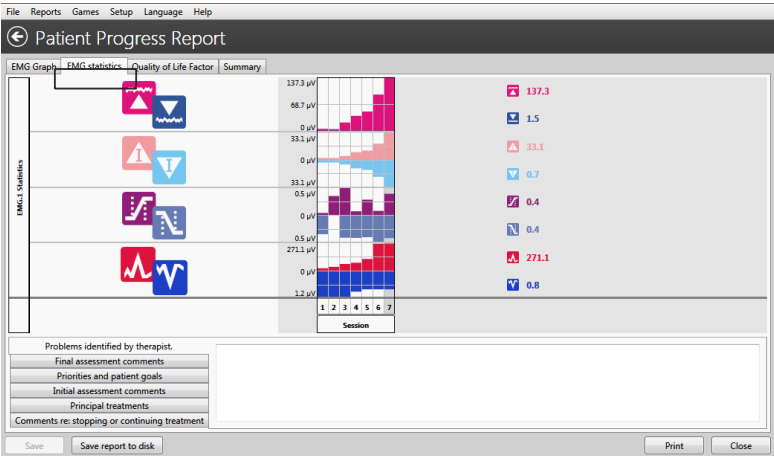 File Reports Games Setup Language Help
Patient Progress Report
EMG Graph EMG statistics Quality of Life Factor Summary
EMG.1 Statistics
137.3 µV
68.7 µV
0 µV
33.1 µV
0 µV
33.1 µV
0.5 µV
0 µV
0.5 µV
271.1 µV
0 µV
1.2 µV
1 2 3 4 5 6 7
Session
137.3
1.5
33.1
0.7
0.4
0.4
271.1
0.8
Problems identified by therapist.
Final assessment comments
Priorities and patient goals
Initial assessment comments
Principal treatments
Comments re: stopping or continuing treatment
Save Save report to disk Print Close